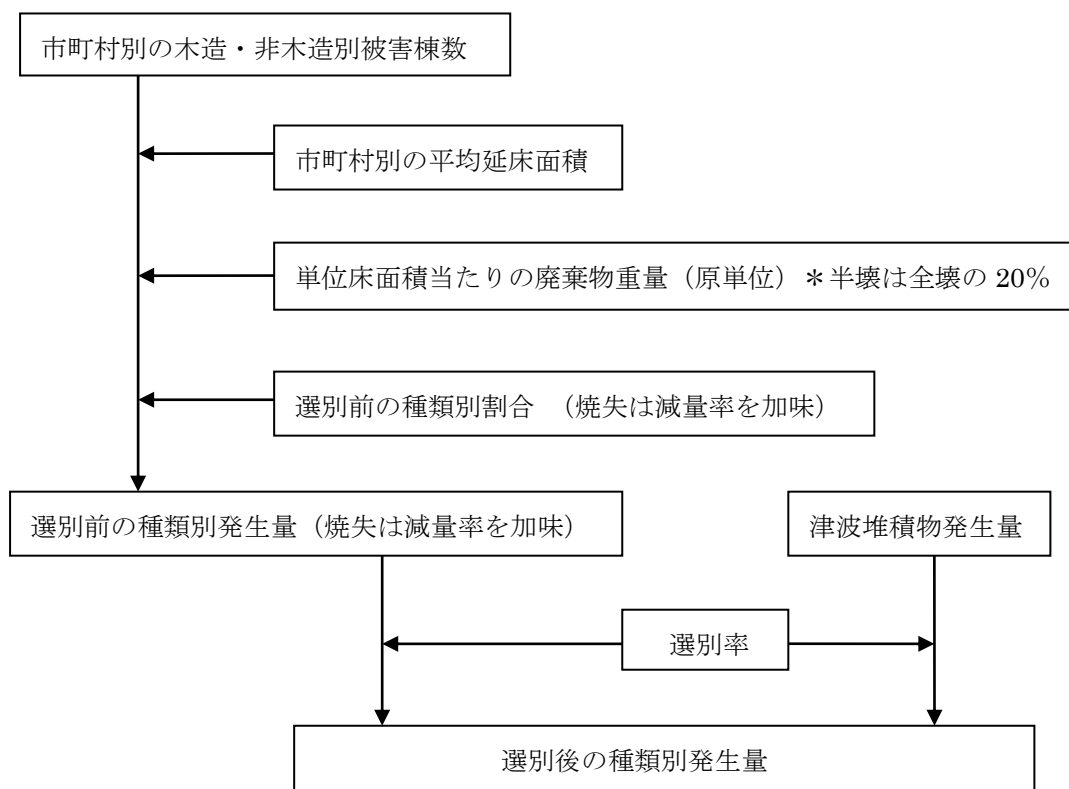 市町村別の木造・非木造別被害棟数
市町村別の平均延床面積
単位床面積当たりの廃棄物重量（原単位）＊半壊は全壊の 20%
選別前の種類別割合　（焼失は減量率を加味）
選別前の種類別発生量（焼失は減量率を加味）
津波堆積物発生量
選別率
選別後の種類別発生量